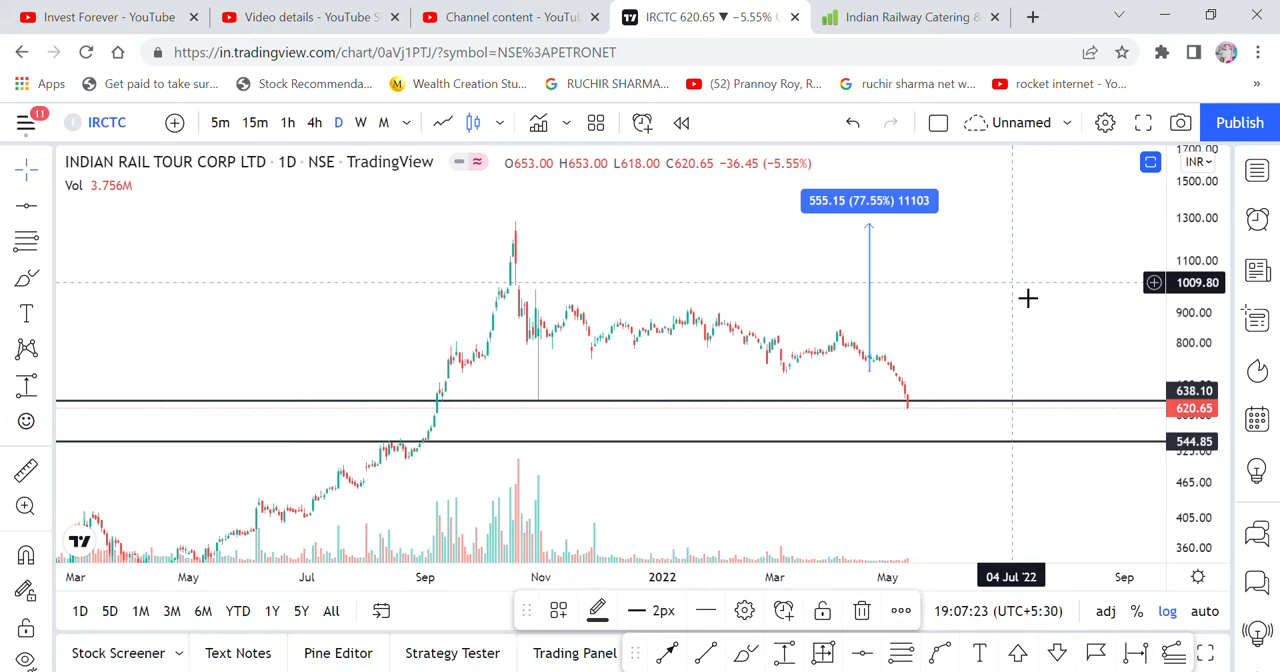 Invest Forever - YouTube
Video details - YouTube S
Channel content - YouTu
IRCTC 620.65 ▼ −5.55% U
Indian Railway Catering &
https://in.tradingview.com/chart/0aVj1PTJ/?symbol=NSE%3APETRONET
Apps
Get paid to take sur...
Stock Recommenda...
Wealth Creation Stu...
RUCHIR SHARMA...
(52) Prannoy Roy, R...
ruchir sharma net w...
rocket internet - Yo...
»
11
IRCTC
5m 15m 1h 4h D W M
Unnamed
Publish
INDIAN RAIL TOUR CORP LTD · 1D · NSE · TradingView
O653.00 H653.00 L618.00 C620.65 −36.45 (−5.55%)
INR
Vol 3.756M
555.15 (77.55%) 11103
1700.00
1500.00
1300.00
1100.00
1009.80
900.00
800.00
638.10
620.65
544.85
525.00
465.00
405.00
360.00
Mar May Jul Sep Nov 2022 Mar May 04 Jul '22 Sep
1D 5D 1M 3M 6M YTD 1Y 5Y All
2px
19:07:23 (UTC+5:30)
adj % log auto
Stock Screener
Text Notes
Pine Editor
Strategy Tester
Trading Panel